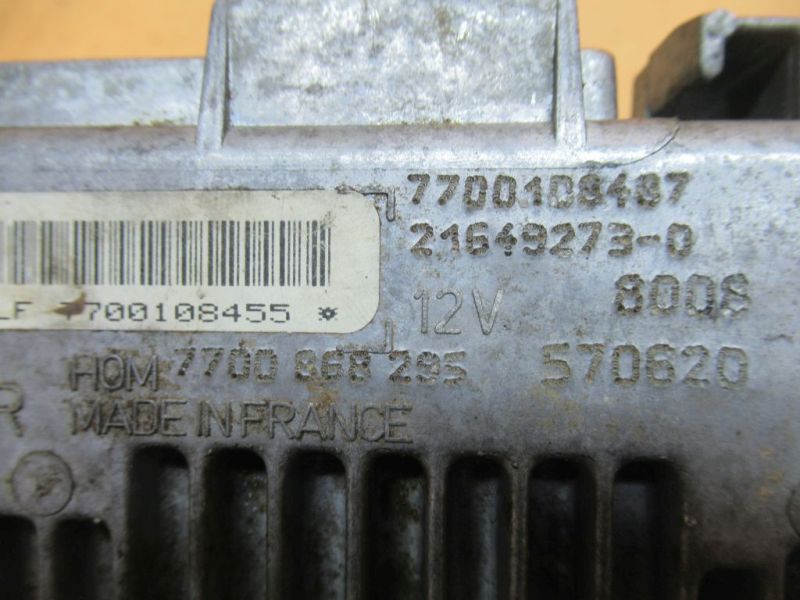 7700108487
21649273-0
LF 7700108455 *
12V 8008
HOM 7700 868 295 570620
R MADE IN FRANCE